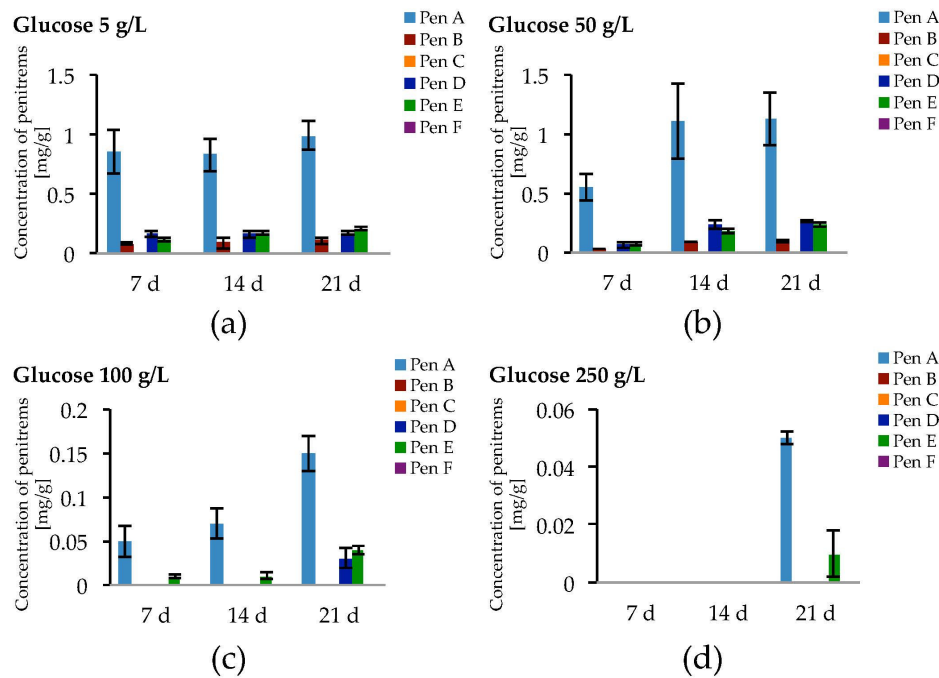 Glucose 5 g/L
Concentration of penitrems
[mg/g]
1.5
1
0.5
0
7 d
14 d
21 d
Pen A
Pen B
Pen C
Pen D
Pen E
Pen F
(a)
Glucose 50 g/L
Concentration of penitrems
[mg/g]
1.5
1
0.5
0
7 d
14 d
21 d
Pen A
Pen B
Pen C
Pen D
Pen E
Pen F
(b)
Glucose 100 g/L
Concentration of penitrems
[mg/g]
0.2
0.15
0.1
0.05
0
7 d
14 d
21 d
Pen A
Pen B
Pen C
Pen D
Pen E
Pen F
(c)
Glucose 250 g/L
Concentration of penitrems
[mg/g]
0.06
0.04
0.02
0
7 d
14 d
21 d
Pen A
Pen B
Pen C
Pen D
Pen E
Pen F
(d)